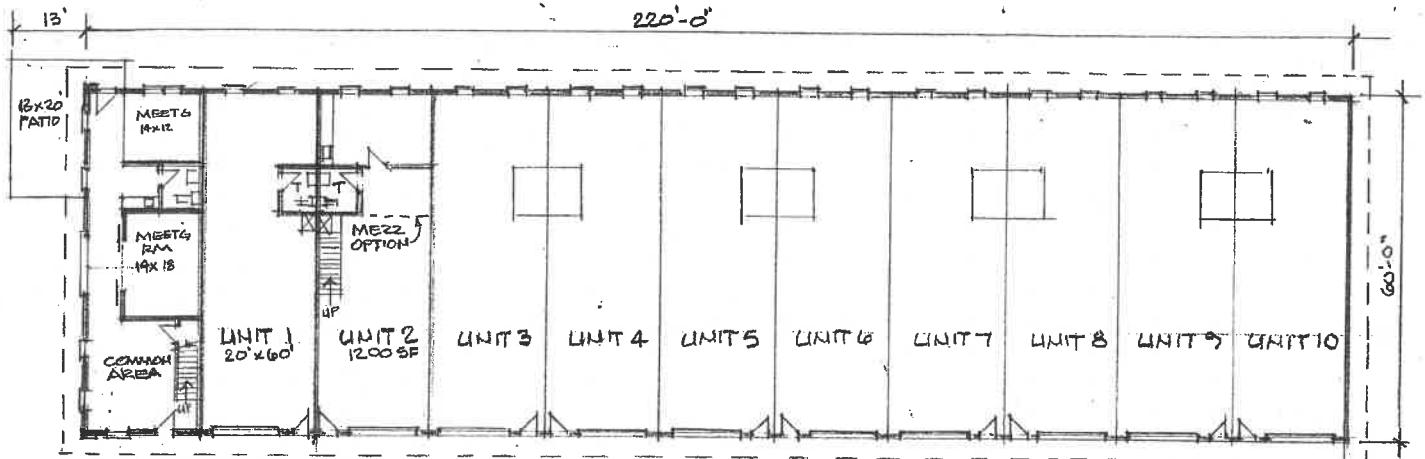 13'
220'-0"
13x20
PATIO
MEETG
14x12
MEETG
RM
14x18
COMMON
AREA
UP
UNIT 1
20'x60'
T
T
UP
MEZZ
OPTION
UNIT 2
1200 SF
UNIT 3
UNIT 4
UNIT 5
UNIT 6
UNIT 7
UNIT 8
UNIT 9
UNIT 10
60'-0"